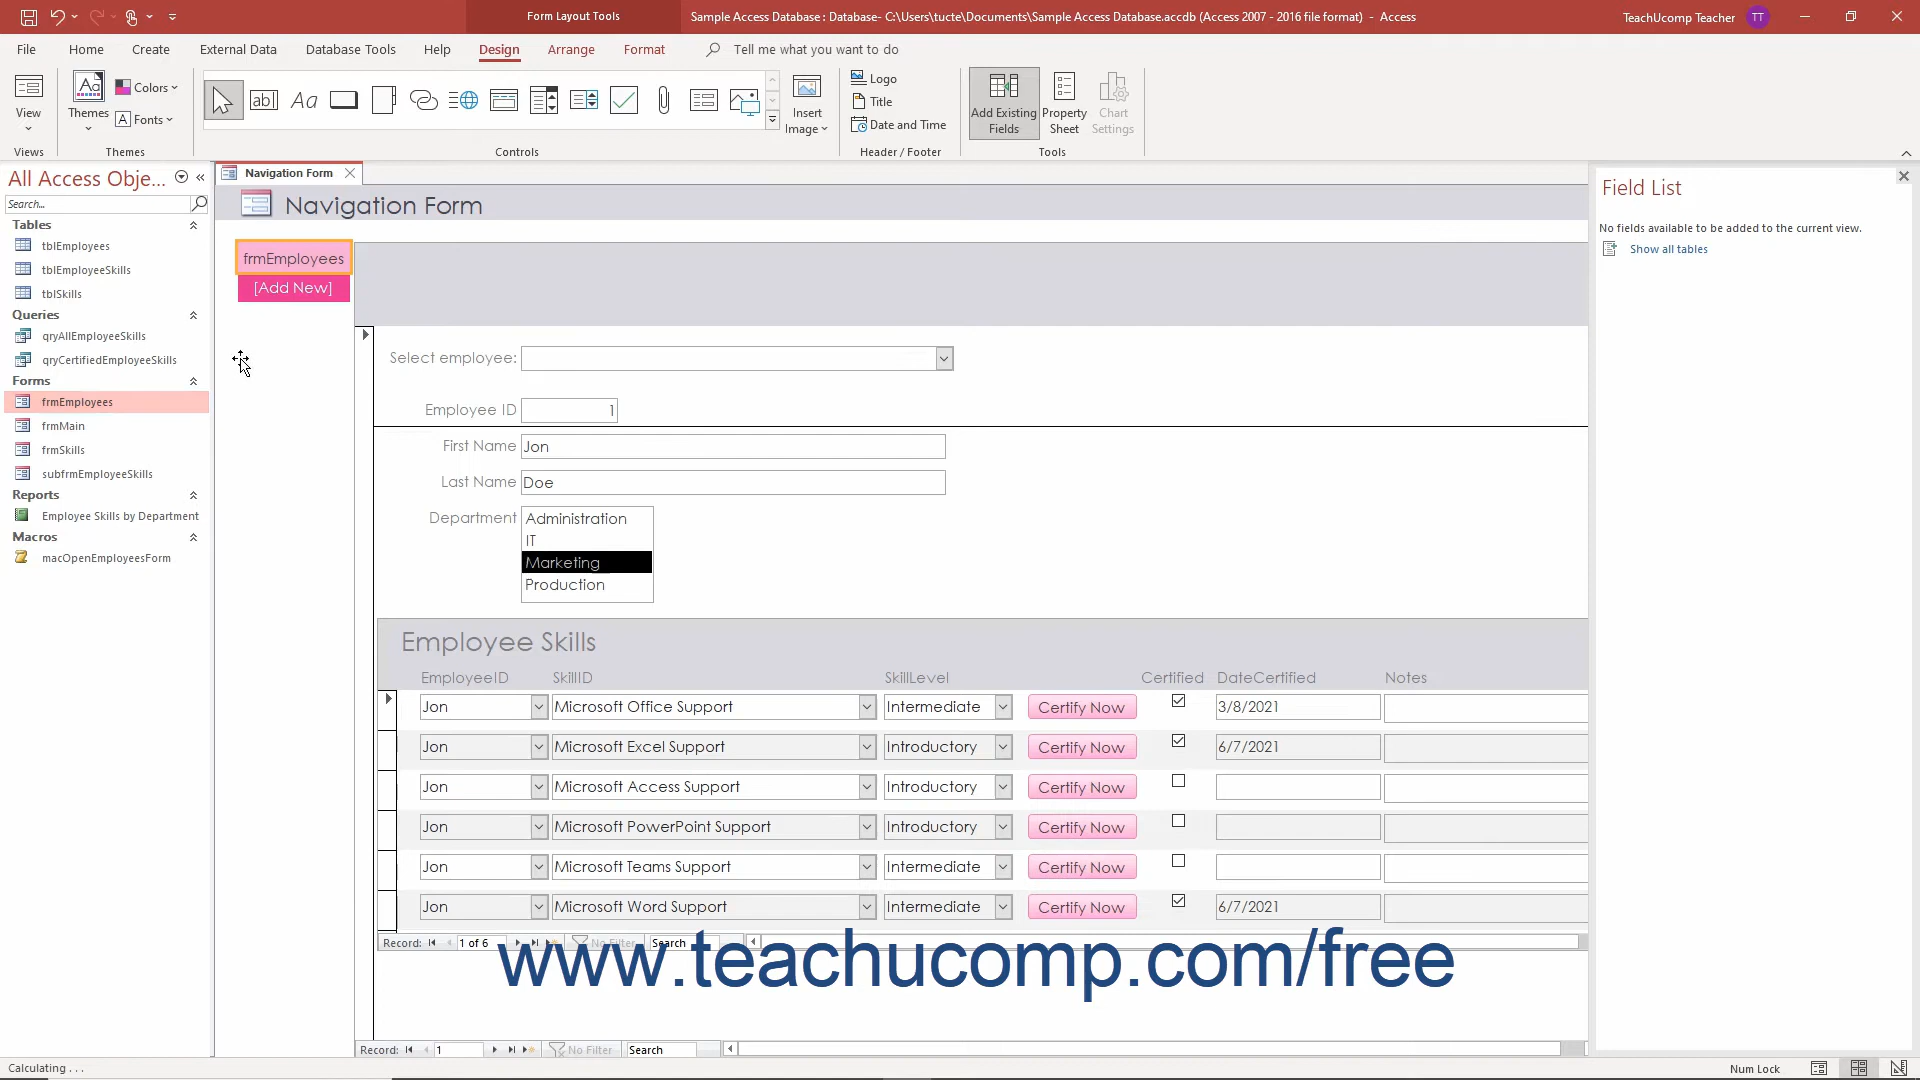 Form Layout Tools
Sample Access Database : Database- C:\Users\tucte\Documents\Sample Access Database.accdb (Access 2007 - 2016 file format) - Access
TeachUcomp Teacher
TT
File Home Create External Data Database Tools Help Design Arrange Format Tell me what you want to do
View
Views
Themes
Aa
Colors
Fonts
Themes
ab
Aa
Controls
Insert Image
Logo
Title
Date and Time
Header / Footer
Add Existing Fields
Property Sheet
Chart Settings
Tools
All Access Obje...
Search...
Tables
tblEmployees
tblEmployeeSkills
tblSkills
Queries
qryAllEmployeeSkills
qryCertifiedEmployeeSkills
Forms
frmEmployees
frmMain
frmSkills
subfrmEmployeeSkills
Reports
Employee Skills by Department
Macros
macOpenEmployeesForm
Navigation Form
Navigation Form
frmEmployees
[Add New]
Select employee:
Employee ID 1
First Name Jon
Last Name Doe
Department Administration
IT
Marketing
Production
Employee Skills
EmployeeID SkillID SkillLevel Certified DateCertified Notes
Jon Microsoft Office Support Intermediate Certify Now 3/8/2021
Jon Microsoft Excel Support Introductory Certify Now 6/7/2021
Jon Microsoft Access Support Introductory Certify Now
Jon Microsoft PowerPoint Support Introductory Certify Now
Jon Microsoft Teams Support Intermediate Certify Now
Jon Microsoft Word Support Intermediate Certify Now 6/7/2021
Record: 1 of 6 No Filter Search
www.teachucomp.com/free
Record: 1 No Filter Search
Field List
No fields available to be added to the current view.
Show all tables
Calculating . . .
Num Lock